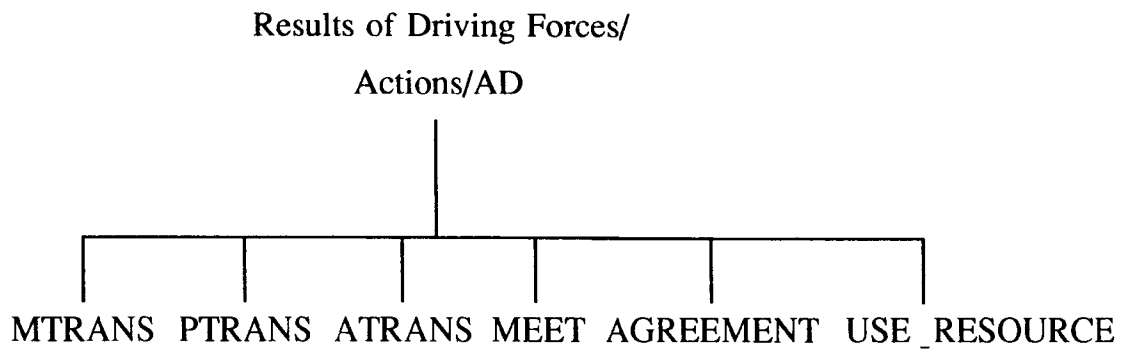 Results of Driving Forces/
Actions/AD
MTRANS PTRANS ATRANS MEET AGREEMENT USE_RESOURCE